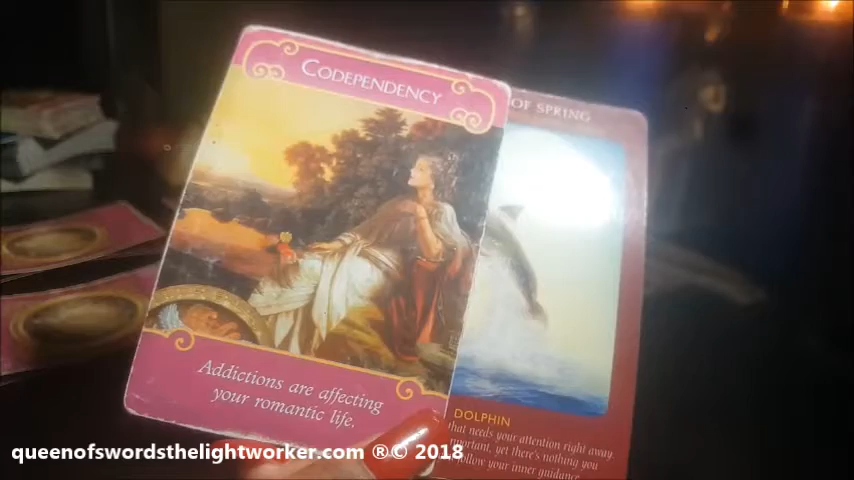 CODEPENDENCY
OF SPRING
Addictions are affecting
your romantic life.
DOLPHIN
that needs your attention right away.
yet there's nothing you
follow your inner guidance.
queenofswordsthelightworker.com ®© 2018